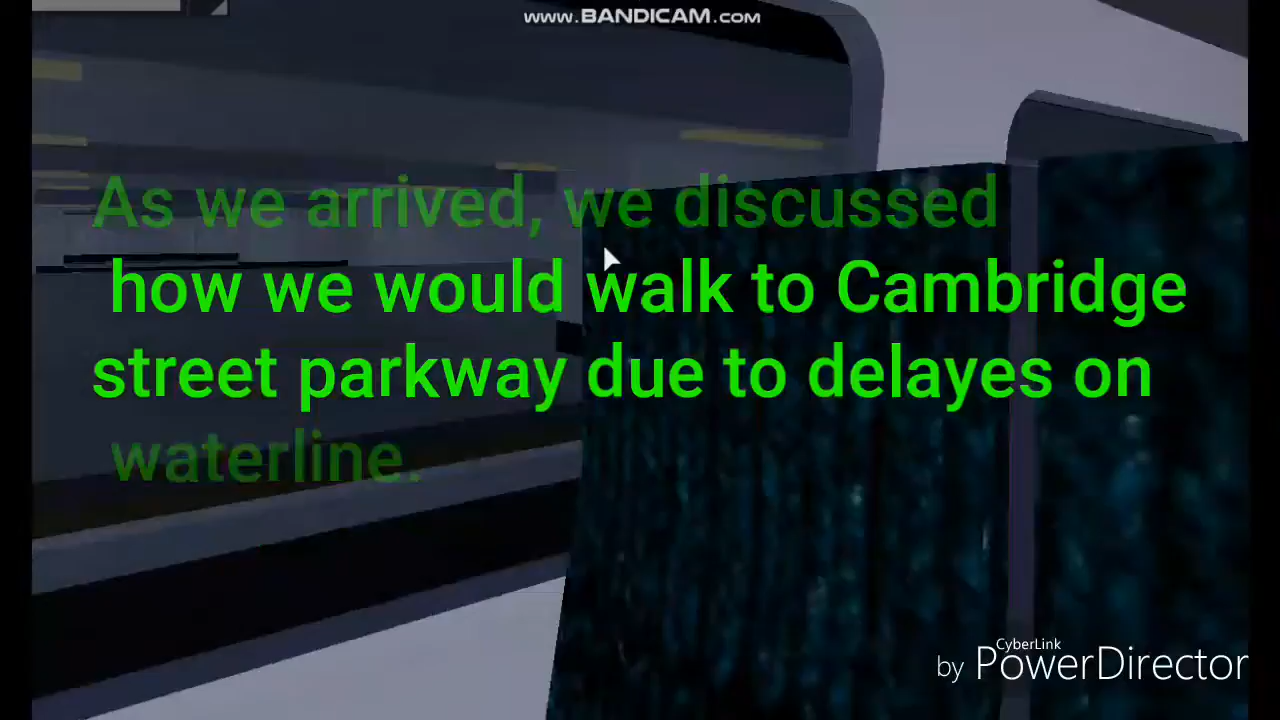 www.BANDICAM.com
As we arrived, we discussed
how we would walk to Cambridge
street parkway due to delayes on
waterline.
CyberLink
by PowerDirector